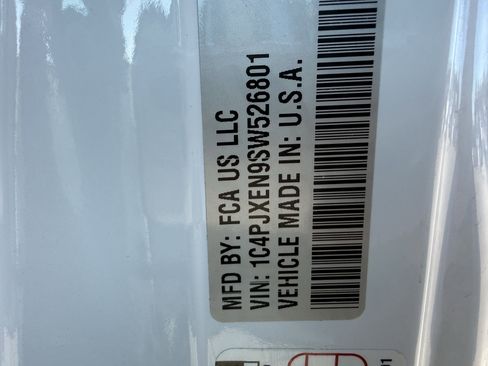 MFD BY: FCA US LLC
VIN: 1C4PJXEN9SW526801
VEHICLE MADE IN: U.S.A.